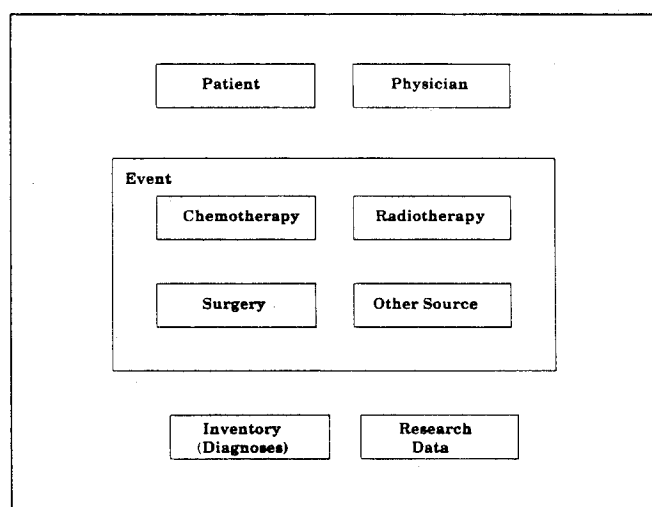 Patient
Physician
Event
Chemotherapy
Radiotherapy
Surgery
Other Source
Inventory
(Diagnoses)
Research
Data